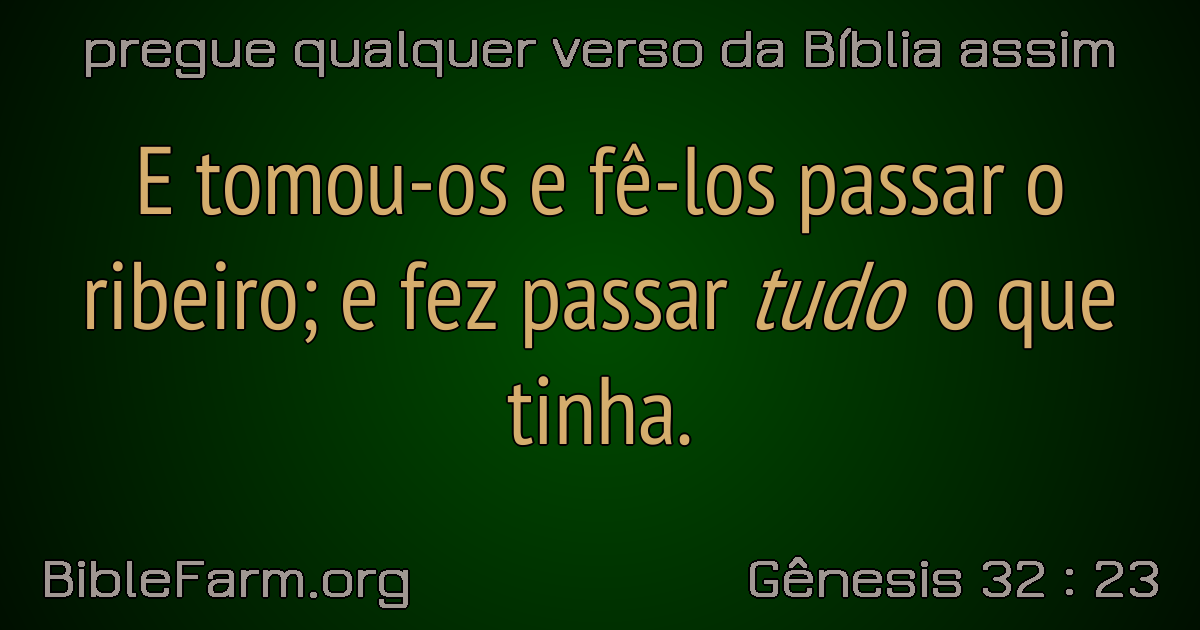 pregue qualquer verso da Bíblia assim
E tomou-os e fê-los passar o
ribeiro; e fez passar tudo o que
tinha.
BibleFarm.org
Gênesis 32 : 23